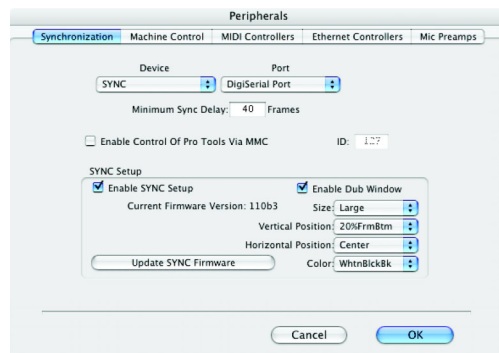 Peripherals
Synchronization Machine Control MIDI Controllers Ethernet Controllers Mic Preamps
Device Port
SYNC DigiSerial Port
Minimum Sync Delay: 40 Frames
Enable Control Of Pro Tools Via MMC ID: 127
SYNC Setup
Enable SYNC Setup Enable Dub Window
Current Firmware Version: 110b3 Size: Large
Vertical Position: 20%FrmBtm
Horizontal Position: Center
Update SYNC Firmware Color: WhtnBlckBk
Cancel OK